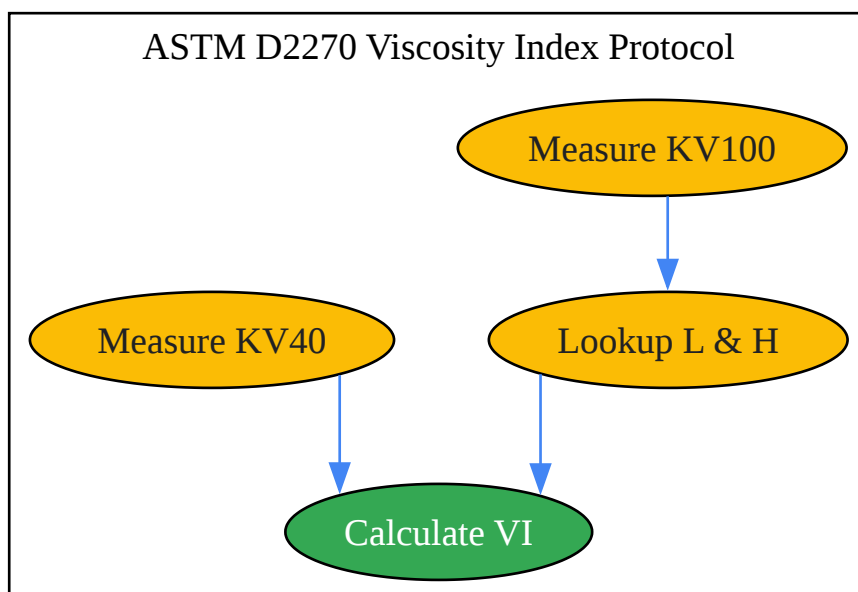 ASTM D2270 Viscosity Index Protocol
Measure KV100
Measure KV40
Lookup L & H
Calculate VI